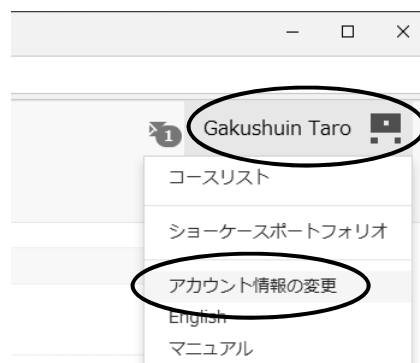 1
Gakushuin Taro
コースリスト
ショーケースポートフォリオ
アカウント情報の変更
English
マニュアル